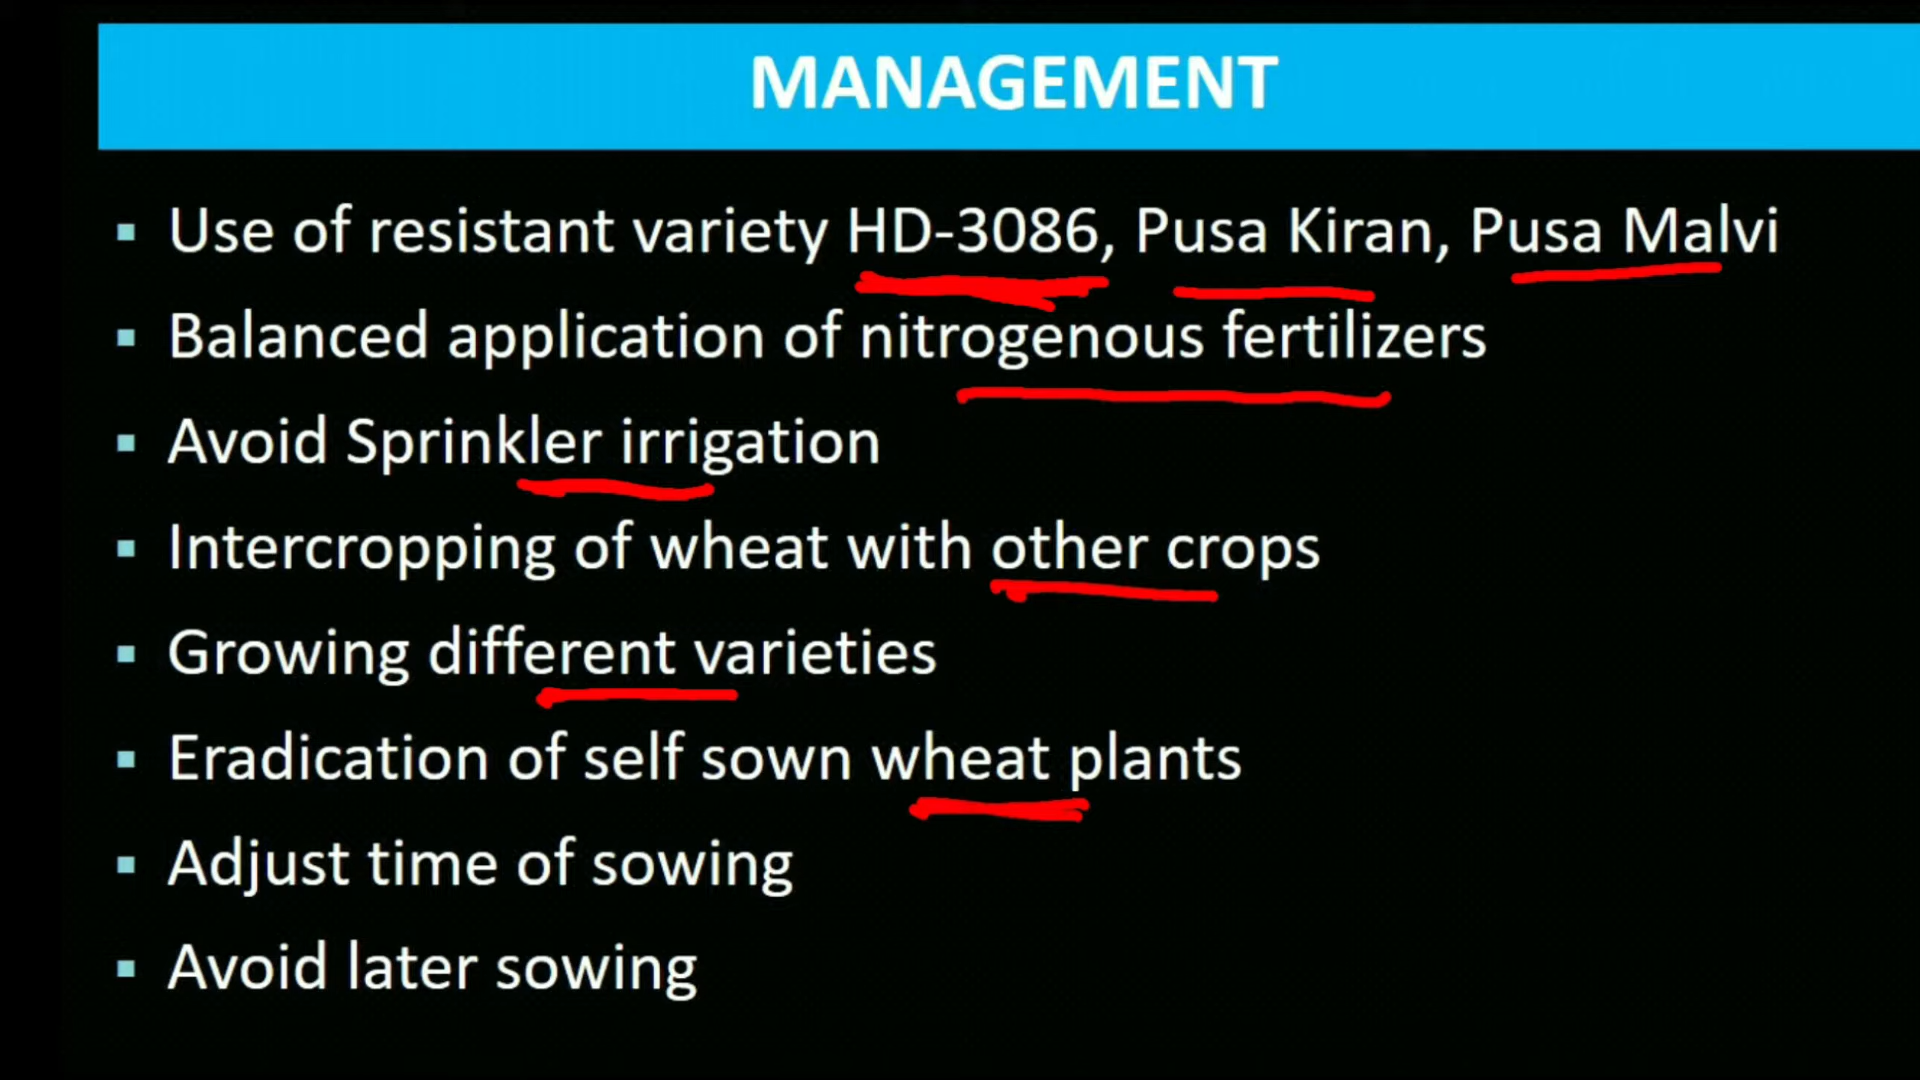 MANAGEMENT
Use of resistant variety HD-3086, Pusa Kiran, Pusa Malvi
Balanced application of nitrogenous fertilizers
Avoid Sprinkler irrigation
Intercropping of wheat with other crops
Growing different varieties
Eradication of self sown wheat plants
Adjust time of sowing
Avoid later sowing